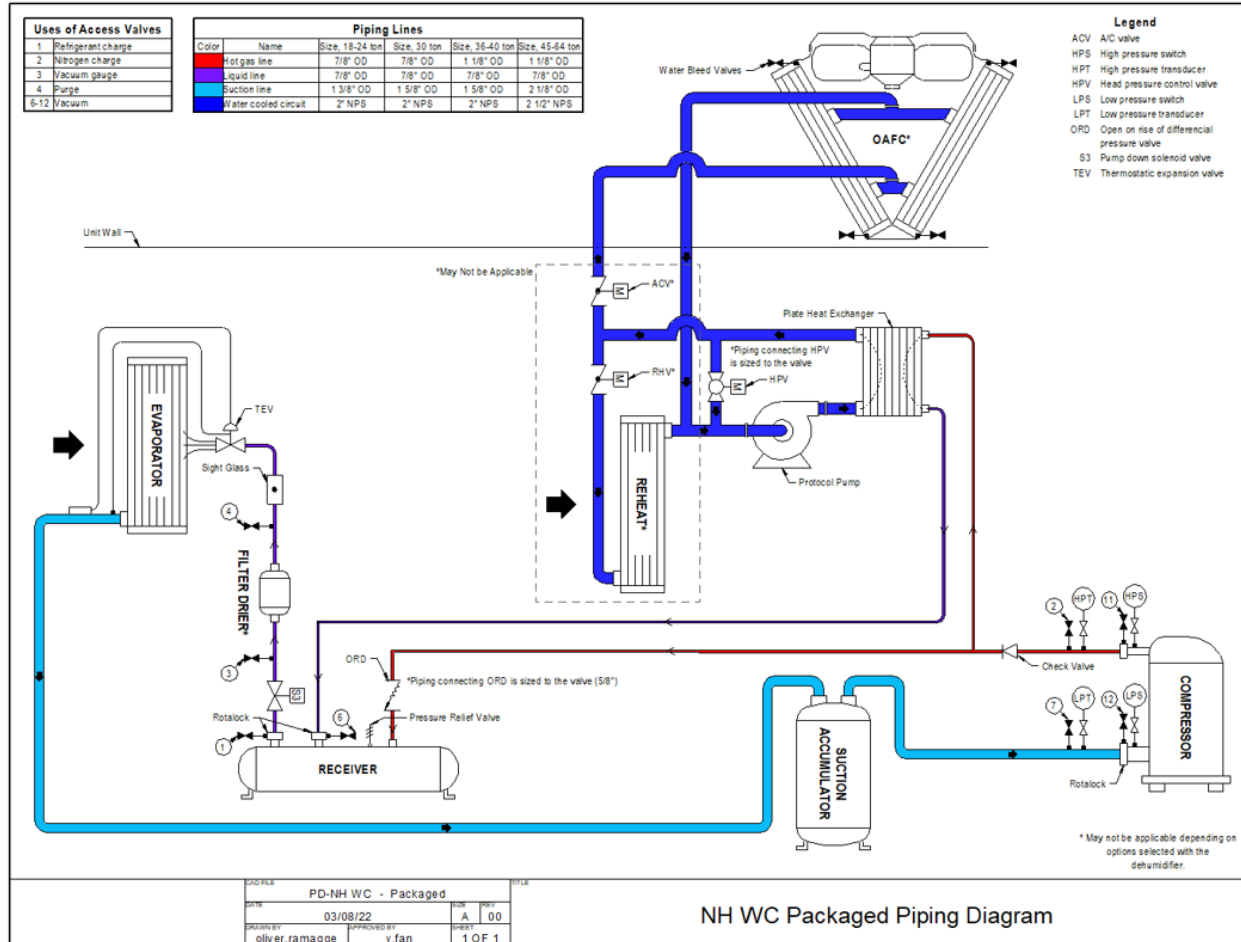 Uses of Access Valves
1 Refrigerant charge
2 Nitrogen charge
3 Vacuum gauge
4 Purge
6-12 Vacuum
Piping Lines
Color Name Size, 18-24 ton Size, 30 ton Size, 36-40 ton Size, 45-64 ton
Hot gas line 7/8" OD 7/8" OD 1 1/8" OD 1 1/8" OD
Liquid line 7/8" OD 7/8" OD 7/8" OD 7/8" OD
Suction line 1 3/8" OD 1 5/8" OD 1 5/8" OD 2 1/8" OD
Water cooled circuit 2" NPS 2" NPS 2" NPS 2 1/2" NPS
Legend
ACV A/C valve
HPS High pressure switch
HPT High pressure transducer
HPV Head pressure control valve
LPS Low pressure switch
LPT Low pressure transducer
ORD Open on rise of differencial
pressure valve
S3 Pump down solenoid valve
TEV Thermostatic expansion valve
Water Bleed Valves
OAFC*
Unit Wall
*May Not be Applicable
ACV*
M
Plate Heat Exchanger
*Piping connecting HPV
is sized to the valve
RHV*
M
HPV
M
TEV
EVAPORATOR
Sight Glass
4
REHEAT*
Protocol Pump
FILTER DRIER*
3
S3
ORD
*Piping connecting ORD is sized to the valve (5/8")
Rotalock
6
Pressure Relief Valve
1
RECEIVER
2
HPT
11
HPS
Check Valve
COMPRESSOR
7
LPT
12
LPS
SUCTION
ACCUMULATOR
Rotalock
* May not be applicable depending on
options selected with the
dehumidifier.
CAD FILE
PD-NH WC - Packaged
TITLE
DATE
03/08/22
SIZE
A
REV
00
DRAWN BY
oliver.ramagge
APPROVED BY
v.fan
SHEET
1 OF 1
NH WC Packaged Piping Diagram